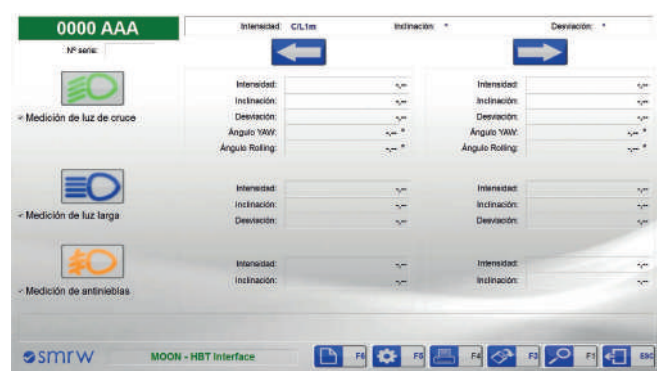 0000 AAA
Intensidad: C/L1m Inclinación: * Desviación: *
Nº serie:
Intensidad: -,-- Intensidad: -,--
Inclinación: -,-- Inclinación: -,--
Medición de luz de cruce Desviación: -,-- Desviación: -,--
Ángulo YAW: -,-- * Ángulo YAW: -,-- *
Ángulo Rolling: -,-- * Ángulo Rolling: -,-- *
Intensidad: -,-- Intensidad: -,--
Inclinación: -,-- Inclinación: -,--
Medición de luz larga Desviación: -,-- Desviación: -,--
Intensidad: -,-- Intensidad: -,--
Inclinación: -,-- Inclinación: -,--
Medición de antinieblas
smrw MOON - HBT Interface F6 F5 F4 F3 F1 ESC